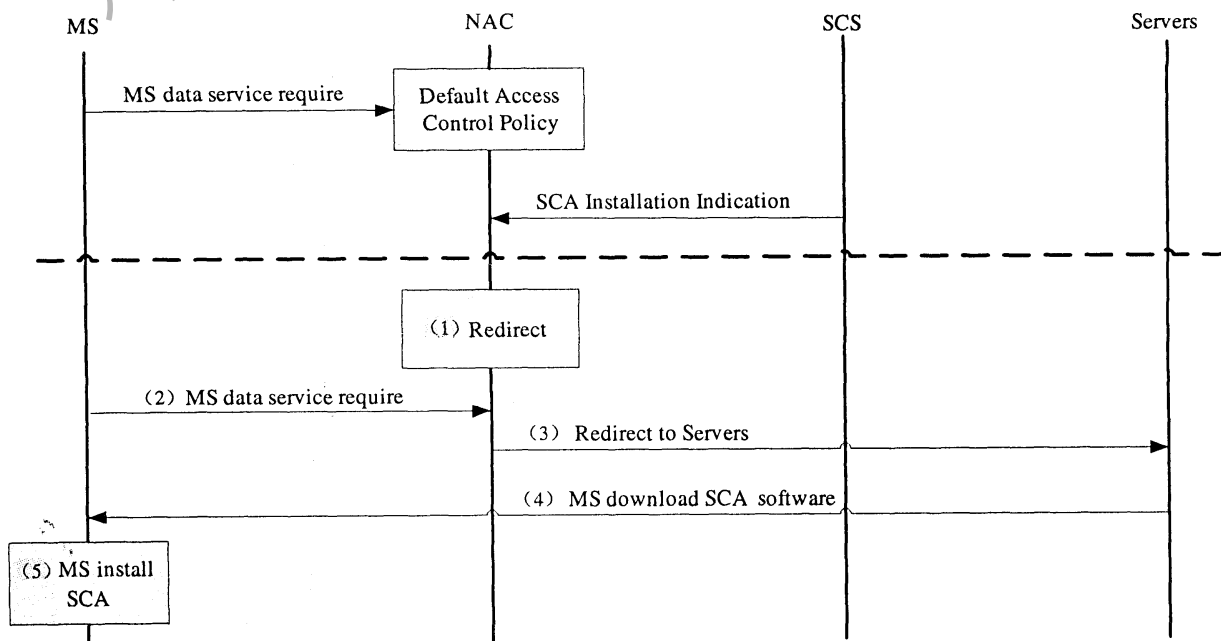 MS
NAC
SCS
Servers
MS data service require
Default Access
Control Policy
SCA Installation Indication
(1) Redirect
(2) MS data service require
(3) Redirect to Servers
(4) MS download SCA software
(5) MS install
SCA